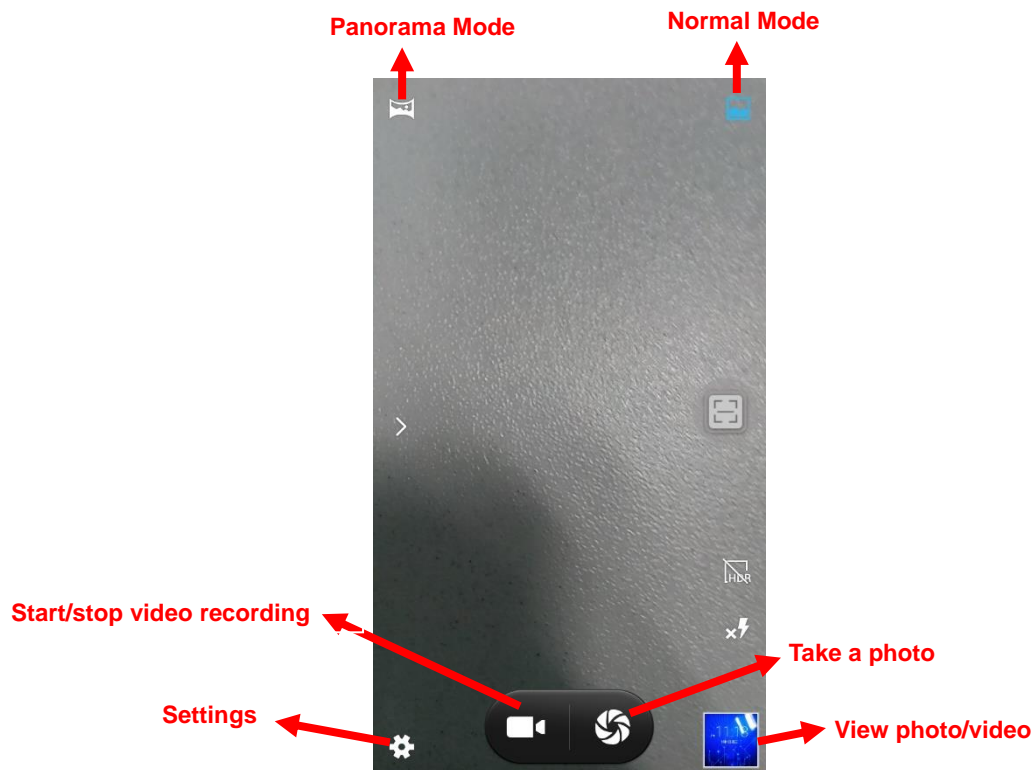 Panorama Mode
Normal Mode
HDR
Start/stop video recording
Take a photo
Settings
View photo/video